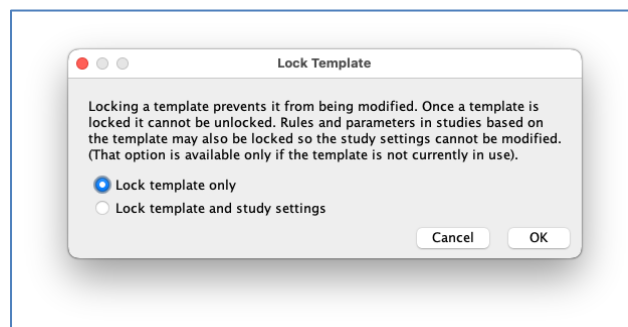 Lock Template
Locking a template prevents it from being modified. Once a template is
locked it cannot be unlocked. Rules and parameters in studies based on
the template may also be locked so the study settings cannot be modified.
(That option is available only if the template is not currently in use).
Lock template only
Lock template and study settings
Cancel OK